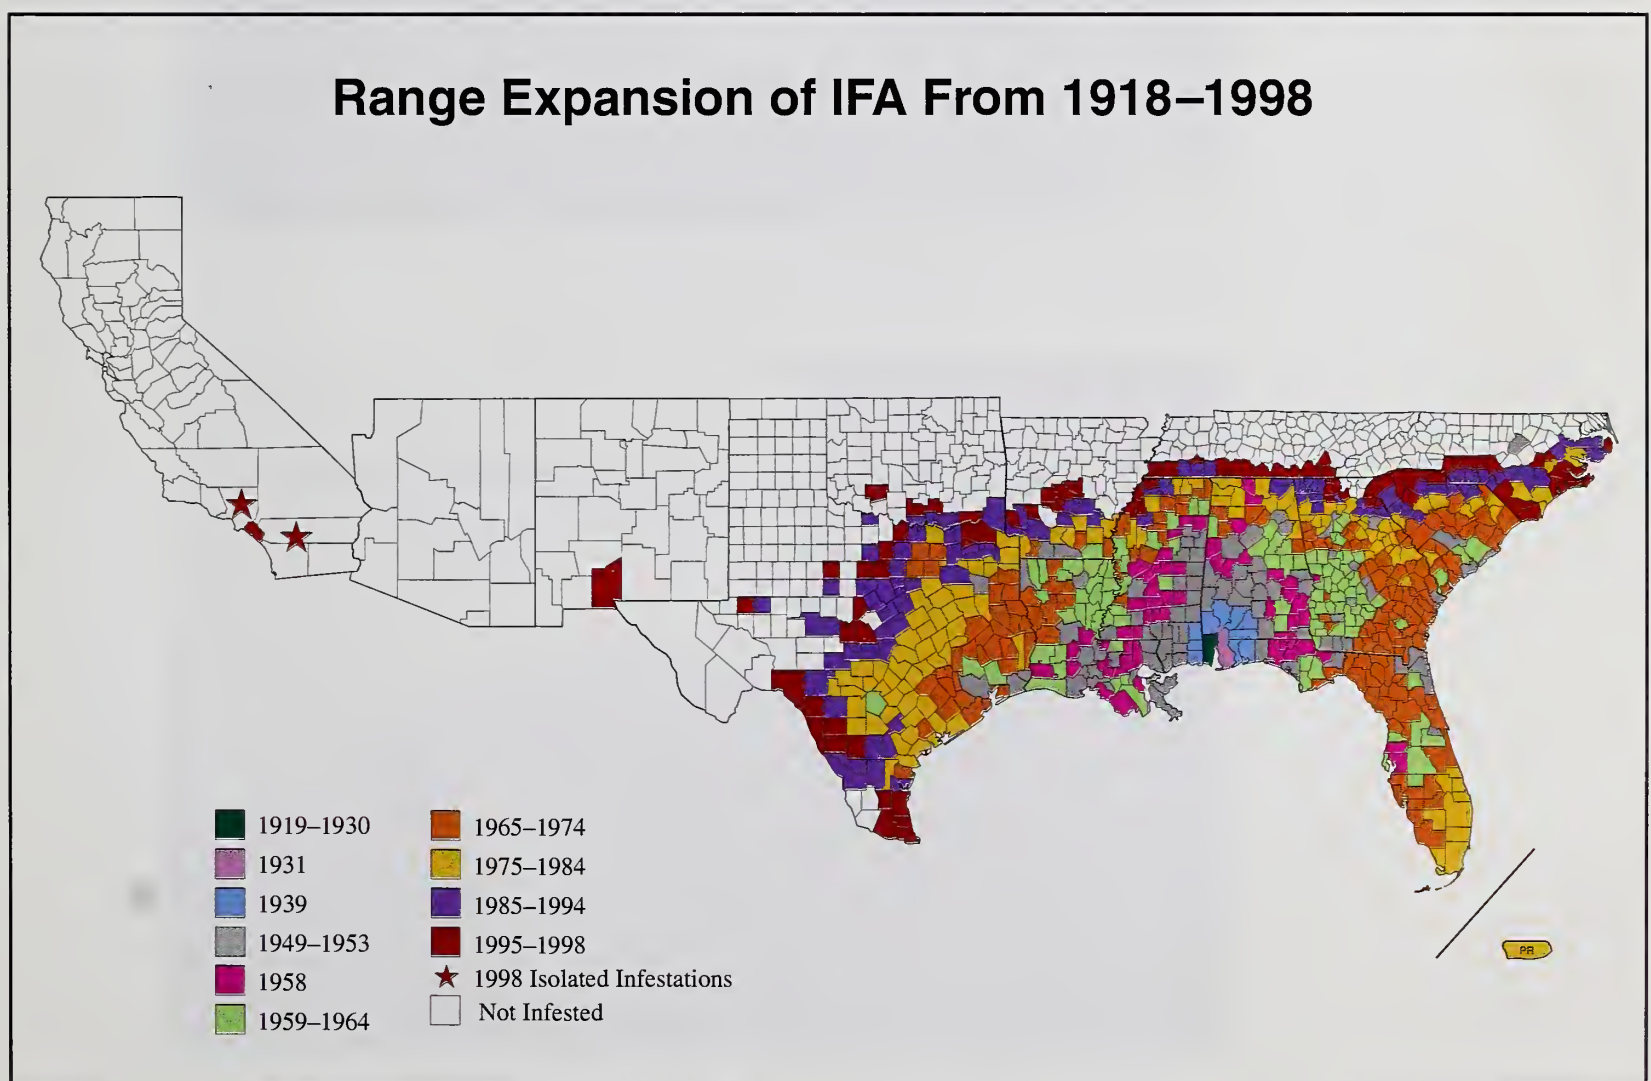 Range Expansion of IFA From 1918–1998
1919–1930
1931
1939
1949–1953
1958
1959–1964
1965–1974
1975–1984
1985–1994
1995–1998
1998 Isolated Infestations
Not Infested
PR